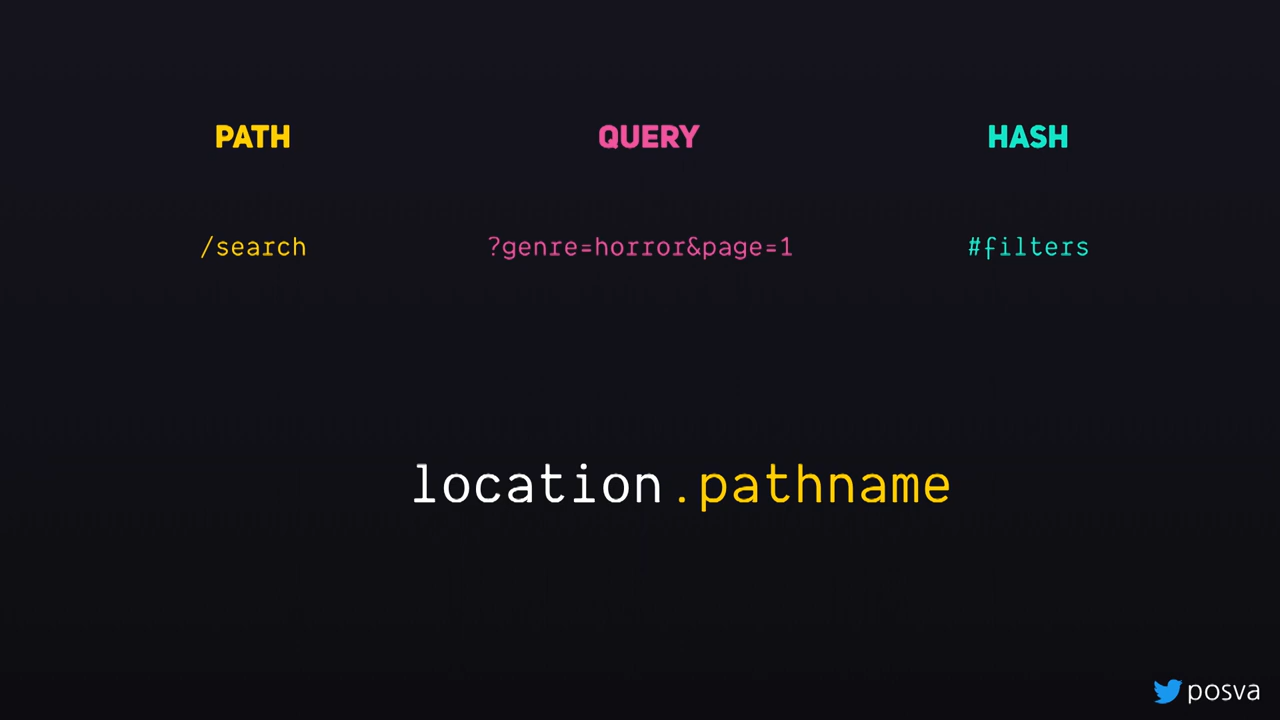 PATH QUERY HASH
/search ?genre=horror&page=1 #filters
location.pathname
posva